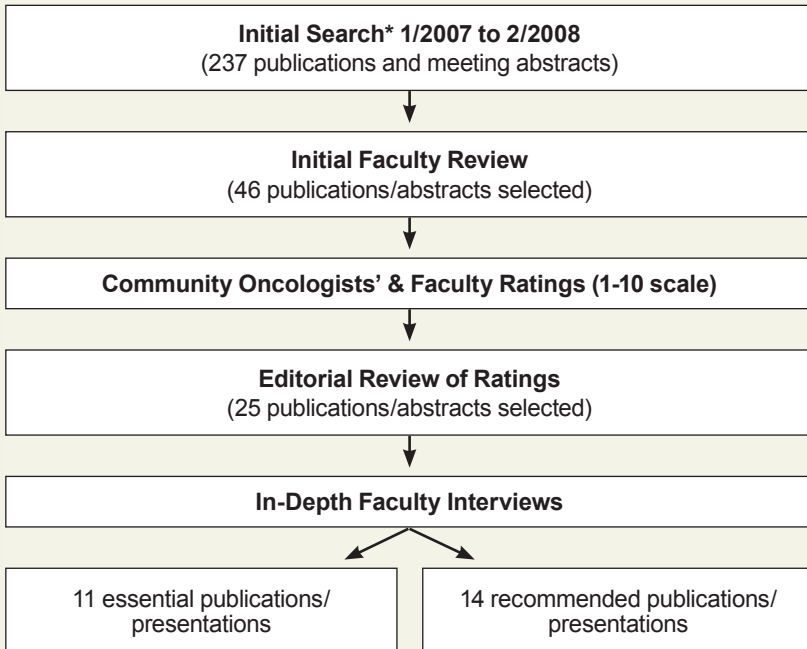 Initial Search* 1/2007 to 2/2008
(237 publications and meeting abstracts)
Initial Faculty Review
(46 publications/abstracts selected)
Community Oncologists’ & Faculty Ratings (1-10 scale)
Editorial Review of Ratings
(25 publications/abstracts selected)
In-Depth Faculty Interviews
11 essential publications/
presentations
14 recommended publications/
presentations